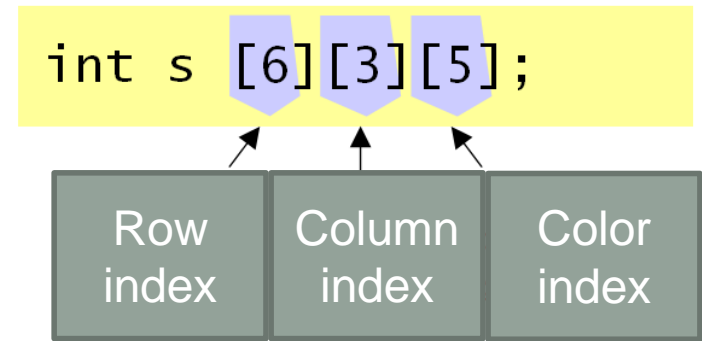 int s [6][3][5];
Row
index
Column
index
Color
index